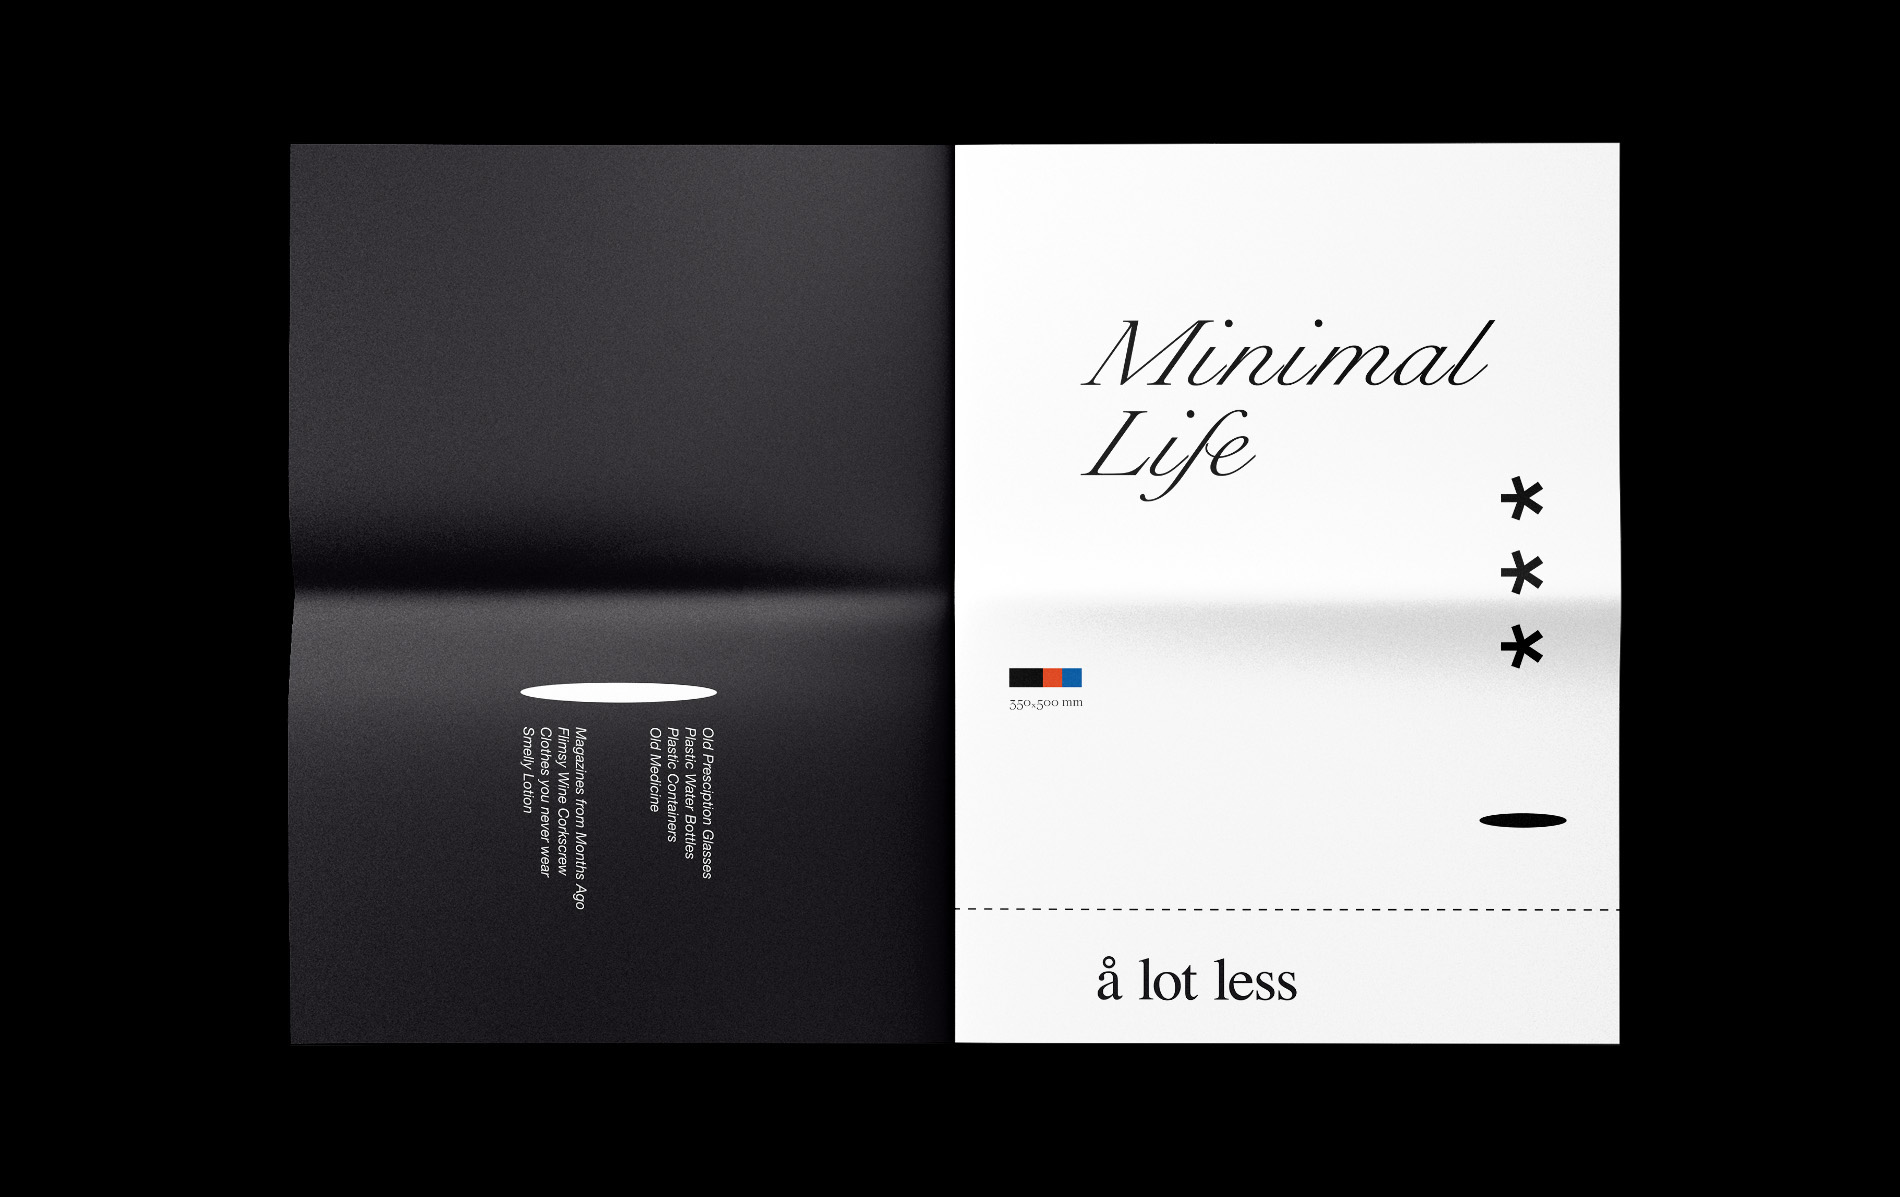 Old Presciption Glasses
Plastic Water Bottles
Plastic Containers
Old Medicine
Magazines from Months Ago
Flimsy Wine Corkscrew
Clothes you never wear
Smelly Lotion
Minimal
Life
***
350x500 mm
å lot less